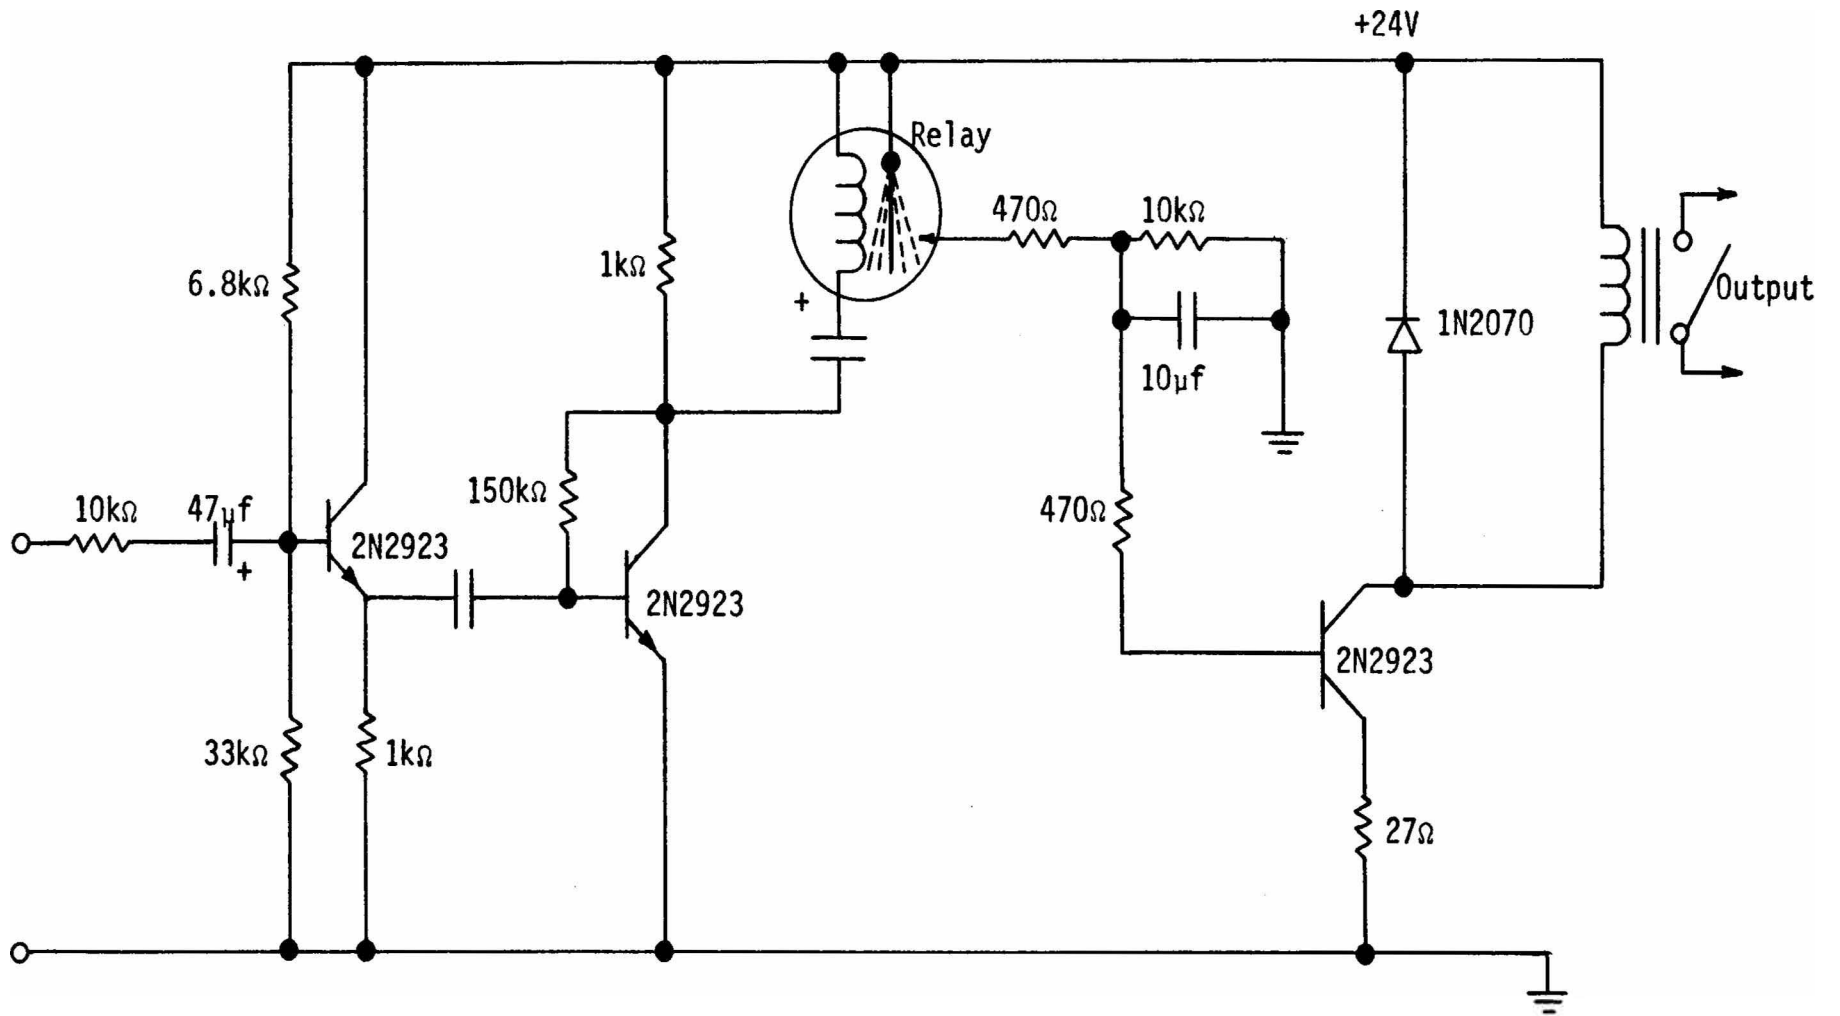 +24V
Relay
470Ω
10kΩ
1kΩ
6.8kΩ
+
Output
1N2070
10µf
150kΩ
10kΩ
47µf
470Ω
2N2923
+
2N2923
2N2923
33kΩ
1kΩ
27Ω